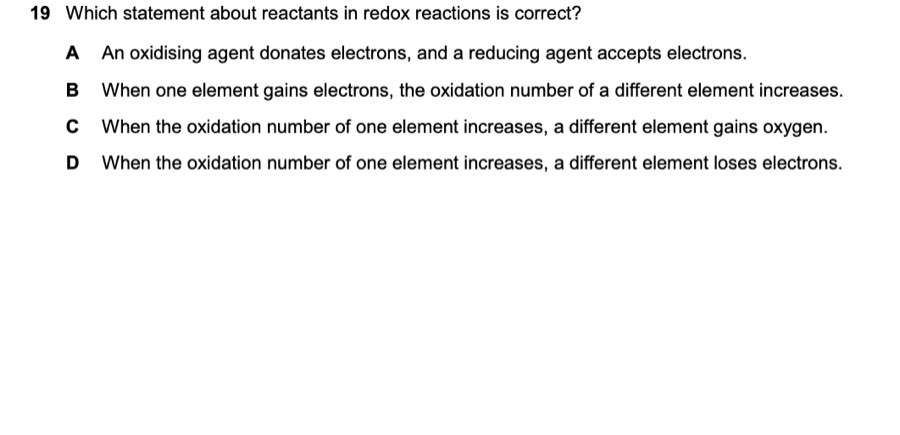 19 Which statement about reactants in redox reactions is correct?
A An oxidising agent donates electrons, and a reducing agent accepts electrons.
B When one element gains electrons, the oxidation number of a different element increases.
C When the oxidation number of one element increases, a different element gains oxygen.
D When the oxidation number of one element increases, a different element loses electrons.